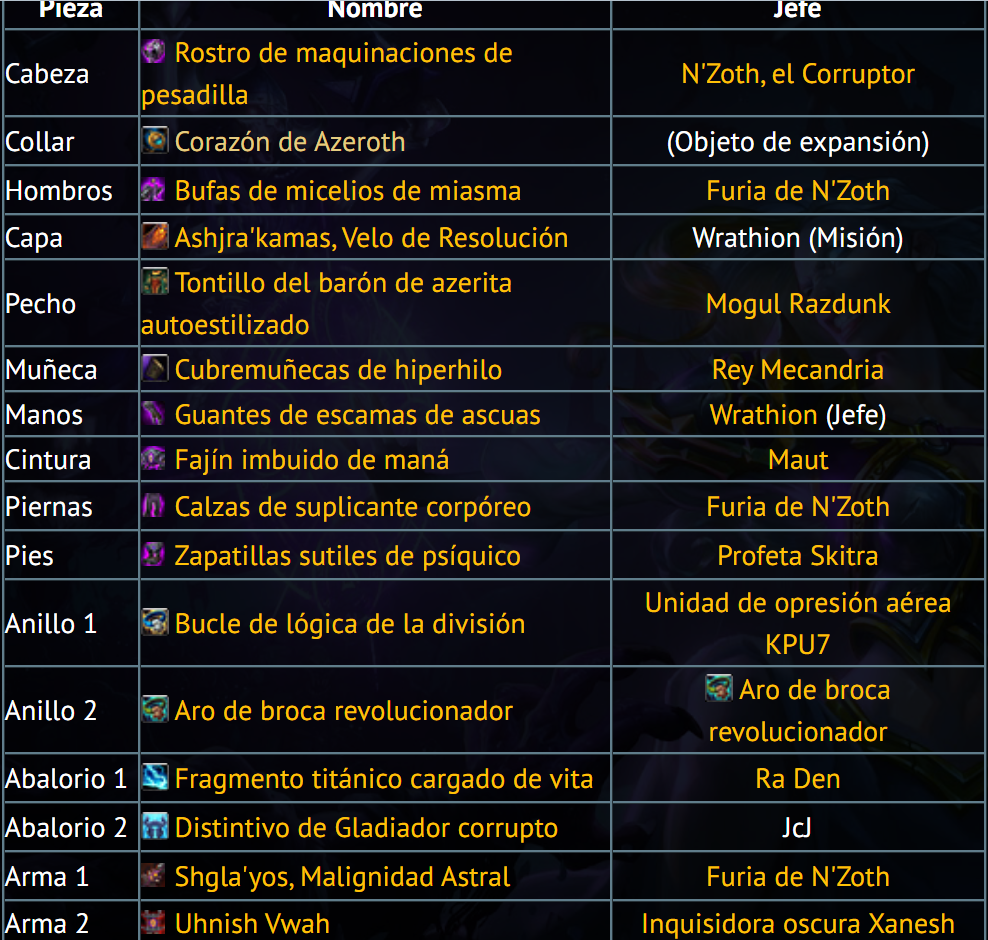 Pieza Nombre Jefe
Cabeza Rostro de maquinaciones de pesadilla N'Zoth, el Corruptor
Collar Corazón de Azeroth (Objeto de expansión)
Hombros Bufas de micelios de miasma Furia de N'Zoth
Capa Ashjra'kamas, Velo de Resolución Wrathion (Misión)
Pecho Tontillo del barón de azerita autoestilizado Mogul Razdunk
Muñeca Cubremuñecas de hiperhilo Rey Mecandria
Manos Guantes de escamas de ascuas Wrathion (Jefe)
Cintura Fajín imbuido de maná Maut
Piernas Calzas de suplicante corpóreo Furia de N'Zoth
Pies Zapatillas sutiles de psíquico Profeta Skitra
Anillo 1 Bucle de lógica de la división Unidad de opresión aérea KPU7
Anillo 2 Aro de broca revolucionador Aro de broca revolucionador
Abalorio 1 Fragmento titánico cargado de vita Ra Den
Abalorio 2 Distintivo de Gladiador corrupto JcJ
Arma 1 Shgla'yos, Malignidad Astral Furia de N'Zoth
Arma 2 Uhnish Vwah Inquisidora oscura Xanesh